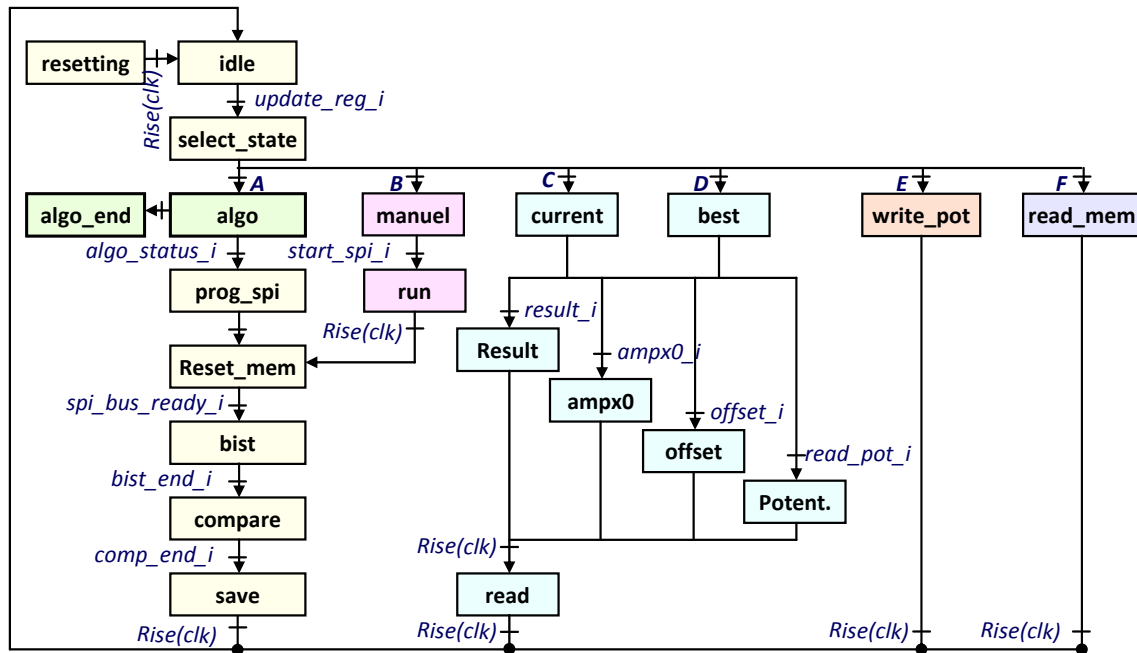 resetting
Rise(clk)
idle
update_reg_i
select_state
A
B
C
D
E
F
algo_end
algo
manuel
current
best
write_pot
read_mem
algo_status_i
start_spi_i
prog_spi
run
result_i
Rise(clk)
Result
ampx0_i
Reset_mem
ampx0
spi_bus_ready_i
offset_i
bist
offset
read_pot_i
bist_end_i
Potent.
compare
comp_end_i
Rise(clk)
save
read
Rise(clk)
Rise(clk)
Rise(clk)
Rise(clk)